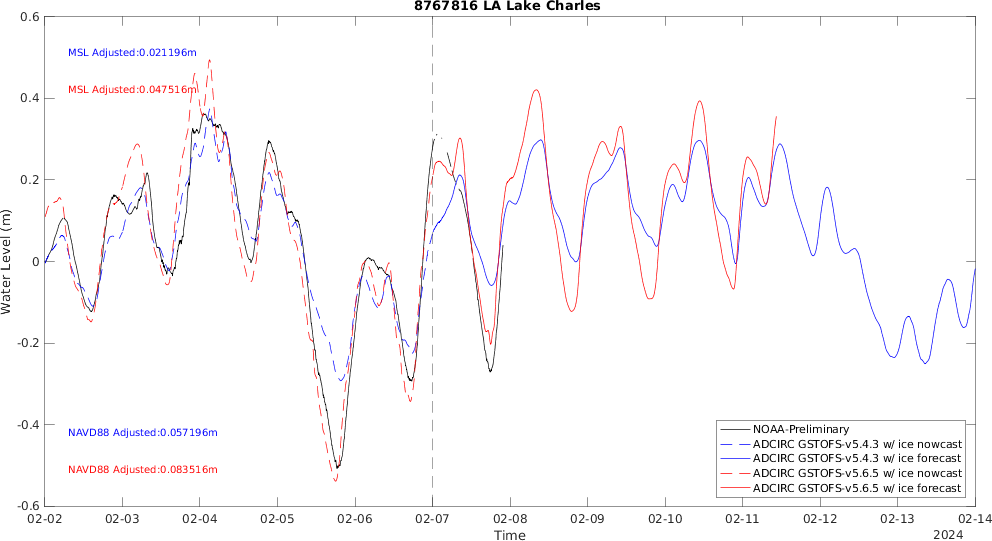 8767816 LA Lake Charles
0.6
MSL Adjusted:0.021196m
MSL Adjusted:0.047516m
0.4
0.2
0
-0.2
-0.4
-0.6
Water Level (m)
NAVD88 Adjusted:0.057196m
NAVD88 Adjusted:0.083516m
NOAA-Preliminary
ADCIRC GSTOFS-v5.4.3 w/ ice nowcast
ADCIRC GSTOFS-v5.4.3 w/ ice forecast
ADCIRC GSTOFS-v5.6.5 w/ ice nowcast
ADCIRC GSTOFS-v5.6.5 w/ ice forecast
02-02 02-03 02-04 02-05 02-06 02-07 02-08 02-09 02-10 02-11 02-12 02-13 02-14
Time
2024